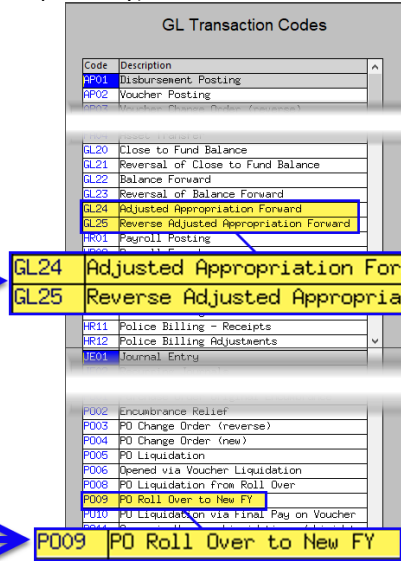 GL Transaction Codes
Code Description
AP01 Disbursement Posting
AP02 Voucher Posting
AP03 Voucher Change Order (reverse)
GL20 Close to Fund Balance
GL21 Reversal of Close to Fund Balance
GL22 Balance Forward
GL23 Reversal of Balance Forward
GL24 Adjusted Appropriation Forward
GL25 Reverse Adjusted Appropriation Forward
HR01 Payroll Posting
GL24 Adjusted Appropriation For
GL25 Reverse Adjusted Appropria
HR11 Police Billing - Receipts
HR12 Police Billing Adjustments
JE01 Journal Entry
PO02 Encumbrance Relief
PO03 PO Change Order (reverse)
PO04 PO Change Order (new)
PO05 PO Liquidation
PO06 Opened via Voucher Liquidation
PO08 PO Liquidation from Roll Over
PO09 PO Roll Over to New FY
PO10 PO Liquidation via Final Pay on Voucher
PO09 PO Roll Over to New FY